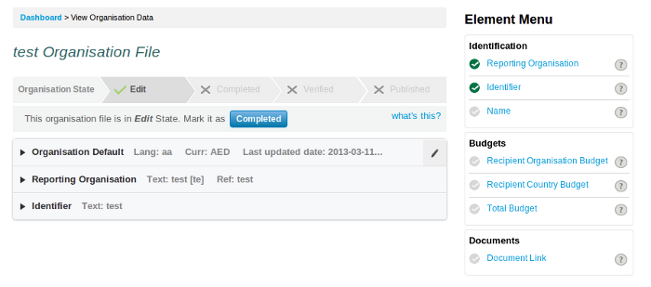 Dashboard > View Organisation Data
test Organisation File
Organisation State Edit Completed Verified Published
This organisation file is in Edit State. Mark it as Completed what's this?
Organisation Default Lang: aa Curr: AED Last updated date: 2013-03-11...
Reporting Organisation Text: test [te] Ref: test
Identifier Text: test
Element Menu
Identification
Reporting Organisation ?
Identifier ?
Name ?
Budgets
Recipient Organisation Budget ?
Recipient Country Budget ?
Total Budget ?
Documents
Document Link ?